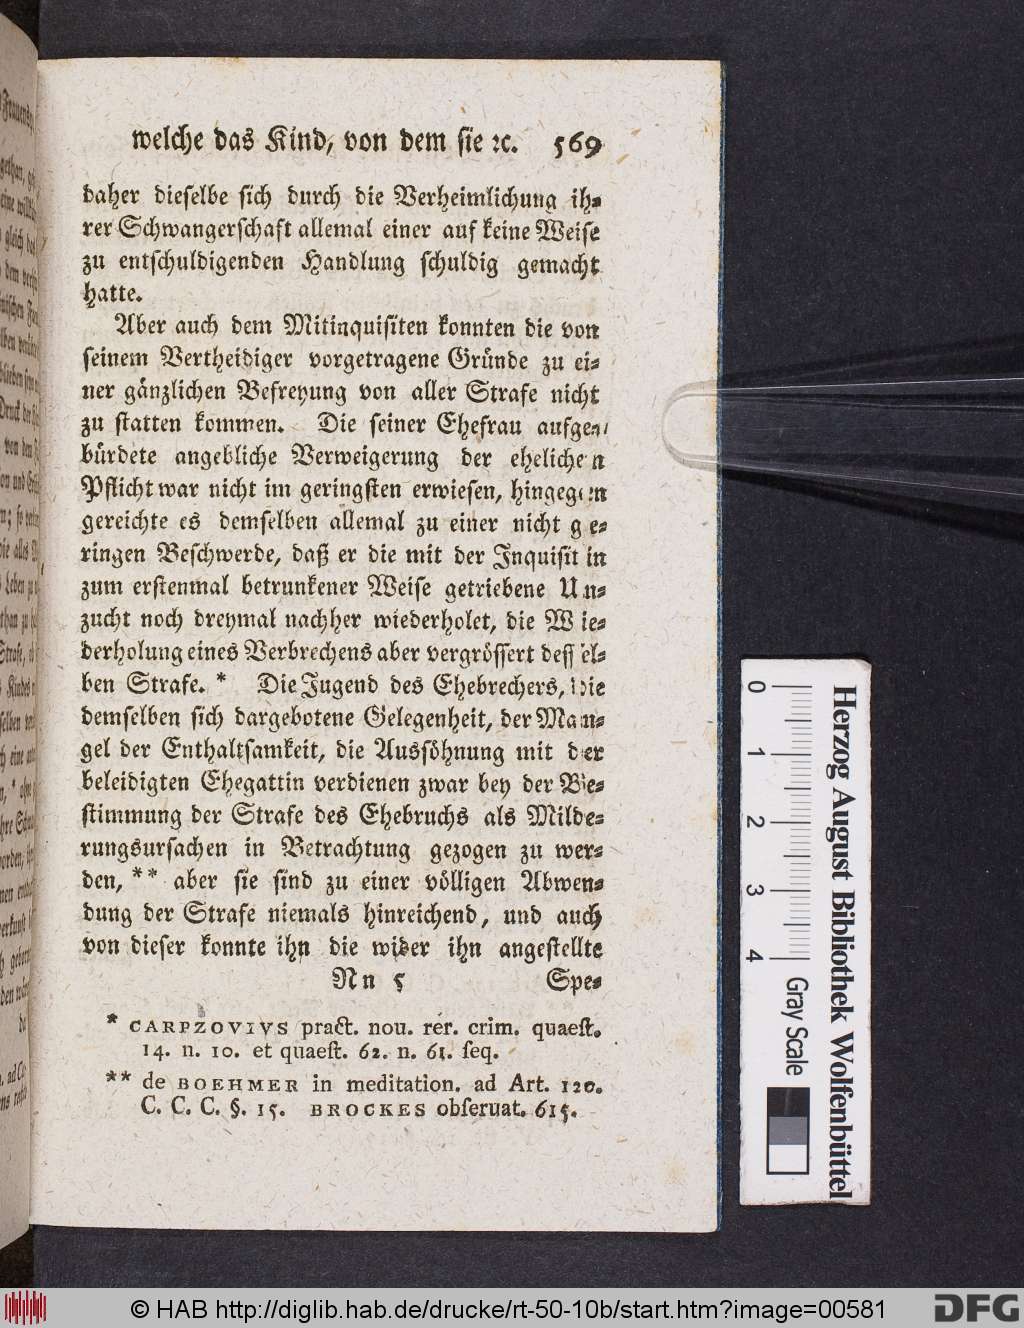 welche das Kind, von dem sie ꝛc. 569
daher dieselbe sich durch die Verheimlichung ih⸗
rer Schwangerschaft allemal einer auf keine Weise
zu entschuldigenden Handlung schuldig gemacht
hatte.
Aber auch dem Mitinquisiten konnten die von
seinem Vertheidiger vorgetragene Gründe zu ei⸗
ner gänzlichen Befreyung von aller Strafe nicht
zu statten kommen. Die seiner Ehefrau aufge⸗
bürdete angebliche Verweigerung der ehelichen
Pflicht war nicht im geringsten erwiesen, hingegen
gereichte es demselben allemal zu einer nicht ge⸗
ringen Beschwerde, daß er die mit der Inquisitin
zum erstenmal betrunkener Weise getriebene Un⸗
zucht noch dreymal nachher wiederholet, die Wie⸗
derholung eines Verbrechens aber vergrössert dessel⸗
ben Strafe. * Die Jugend des Ehebrechers, die
demselben sich dargebotene Gelegenheit, der Man⸗
gel der Enthaltsamkeit, die Aussöhnung mit der
beleidigten Ehegattin verdienen zwar bey der Be⸗
stimmung der Strafe des Ehebruchs als Milde⸗
rungsursachen in Betrachtung gezogen zu wer⸗
den, ** aber sie sind zu einer völligen Abwen⸗
dung der Strafe niemals hinreichend, und auch
von dieser konnte ihn die wider ihn angestellte
Nn 5 Spe⸗
* CARPZOVIVS pract. nou. rer. crim. quaest.
14. n. 10. et quaest. 62. n. 61. seq.
** de BOEHMER in meditation. ad Art. 120.
C. C. C. §. 15. BROCKES obseruat. 615.
0 1 2 3 4 Gray Scale
Herzog August Bibliothek Wolfenbüttel
© HAB http://diglib.hab.de/drucke/rt-50-10b/start.htm?image=00581
DFG